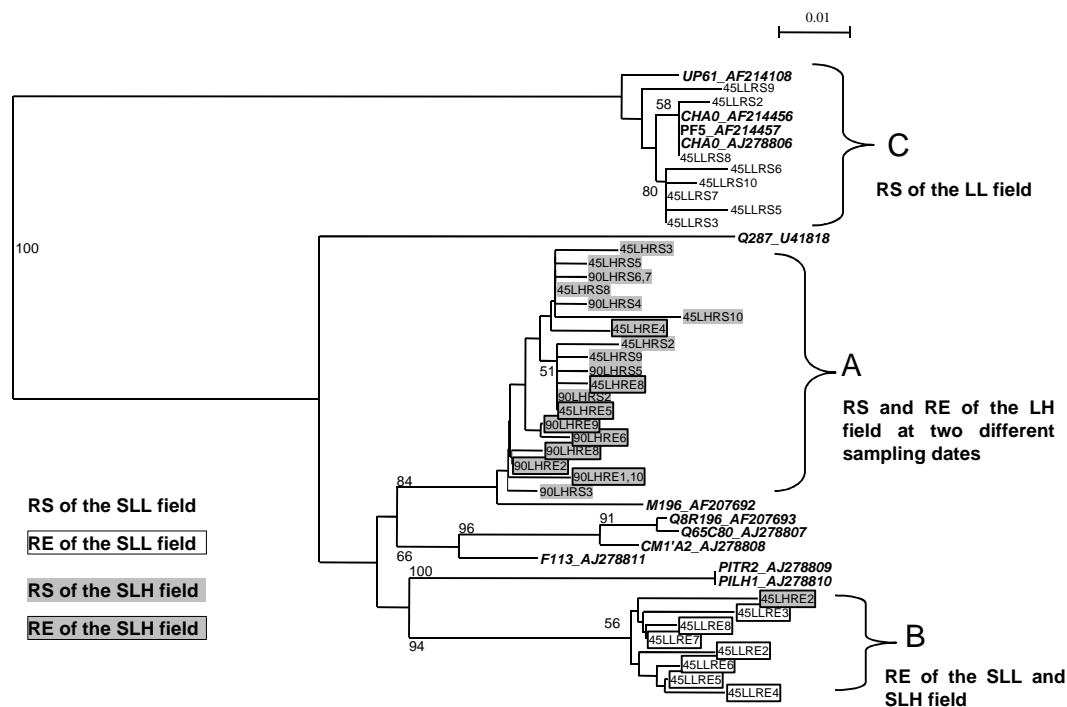 0.01
UP61_AF214108
45LLRS9
58
45LLRS2
CHA0_AF214456
PF5_AF214457
CHA0_AJ278806
45LLRS8
45LLRS6
80
45LLRS10
45LLRS7
45LLRS5
45LLRS3
C
RS of the LL field
100
Q287_U41818
45LHRS3
45LHRS5
90LHRS6,7
45LHRS8
90LHRS4
45LHRS10
45LHRE4
45LHRS2
45LHRS9
51
90LHRS5
45LHRE8
90LHRS2
45LHRE5
90LHRE9
90LHRE6
90LHRE8
90LHRE2
90LHRE1,10
90LHRS3
A
RS and RE of the LH
field at two different
sampling dates
84
M196_AF207692
91
Q8R196_AF207693
96
Q65C80_AJ278807
CM1'A2_AJ278808
66
F113_AJ278811
100
PITR2_AJ278809
PILH1_AJ278810
45LHRE2
45LLRE3
56
45LLRE8
45LLRE7
94
45LLRE2
45LLRE6
45LLRE5
45LLRE4
B
RE of the SLL and
SLH field
RS of the SLL field
RE of the SLL field
RS of the SLH field
RE of the SLH field